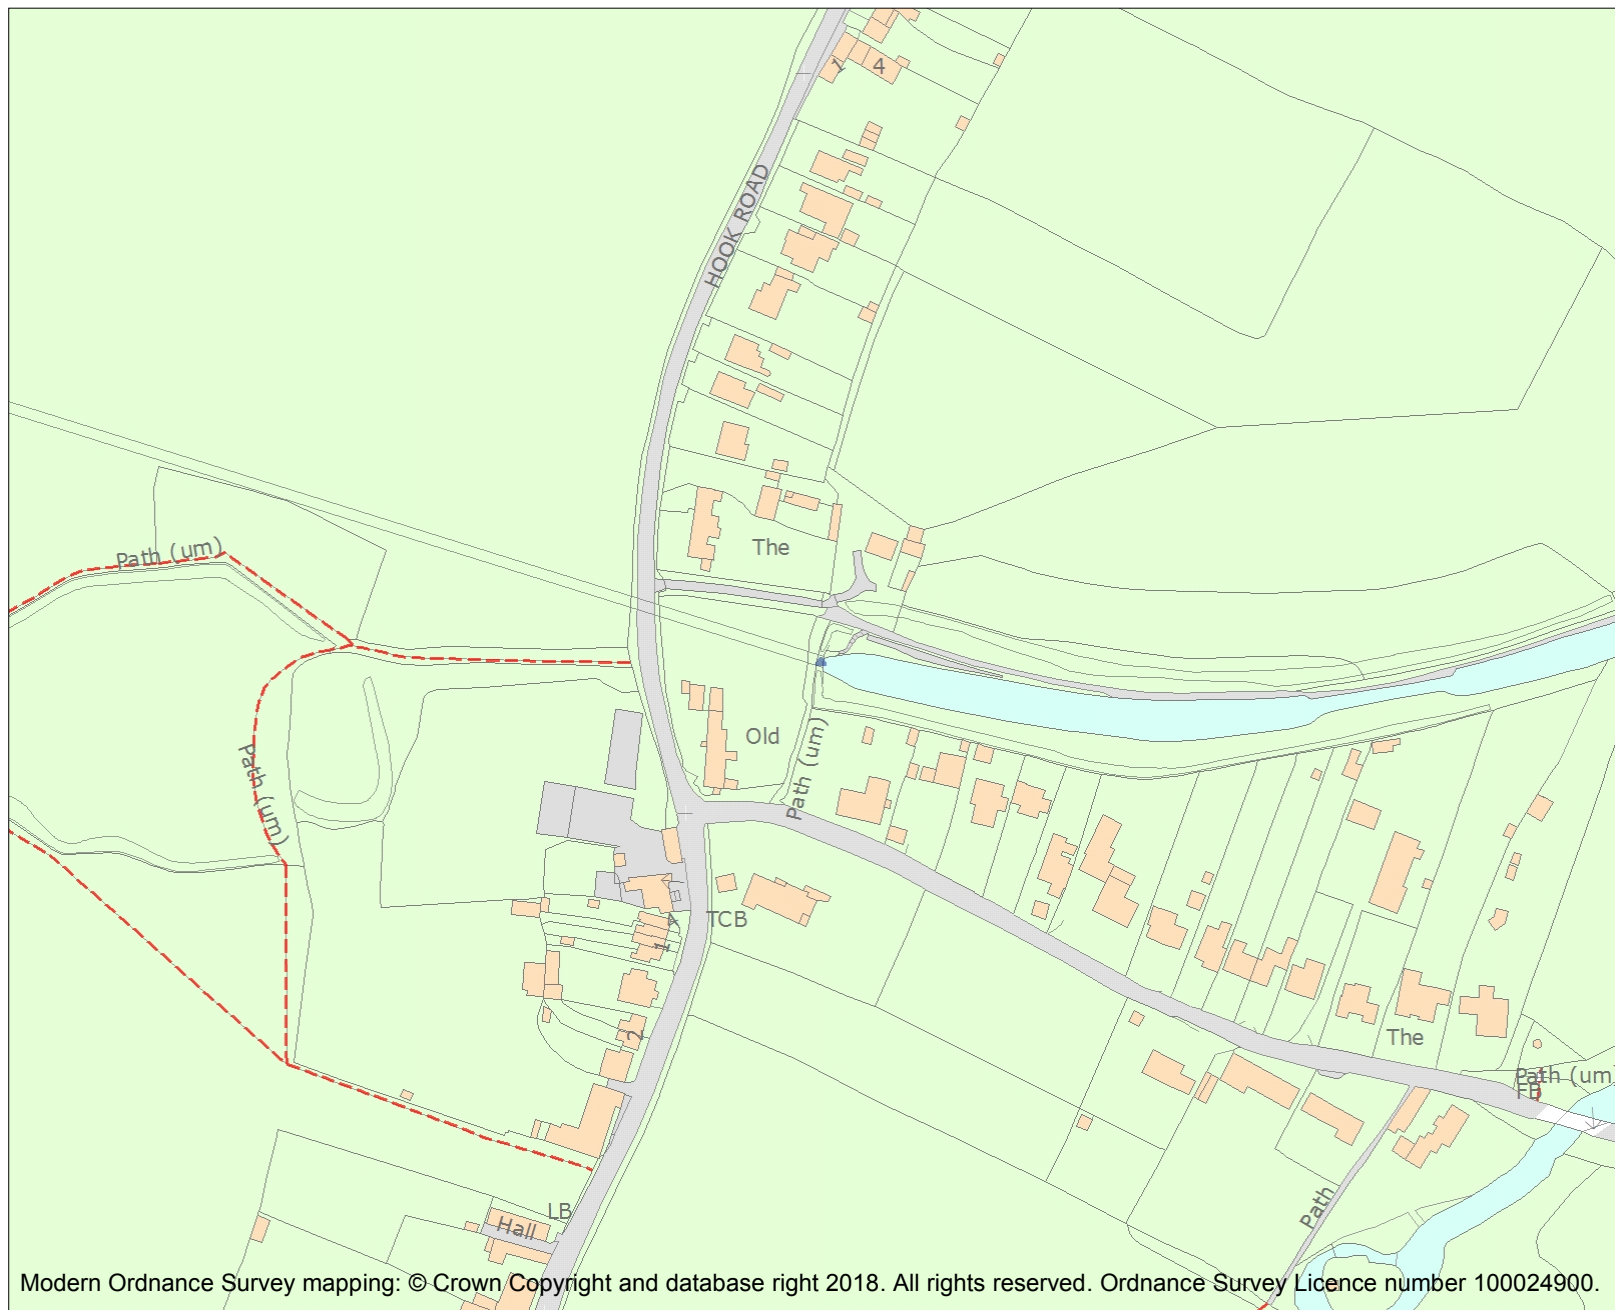 1
4
HOOK ROAD
The
Path (um)
Path (um)
Old
Path (um)
TCB
4
1
2
The
Path (um)
FB
Path
LB
Hall
Modern Ordnance Survey mapping: © Crown Copyright and database right 2018. All rights reserved. Ordnance Survey Licence number 100024900.